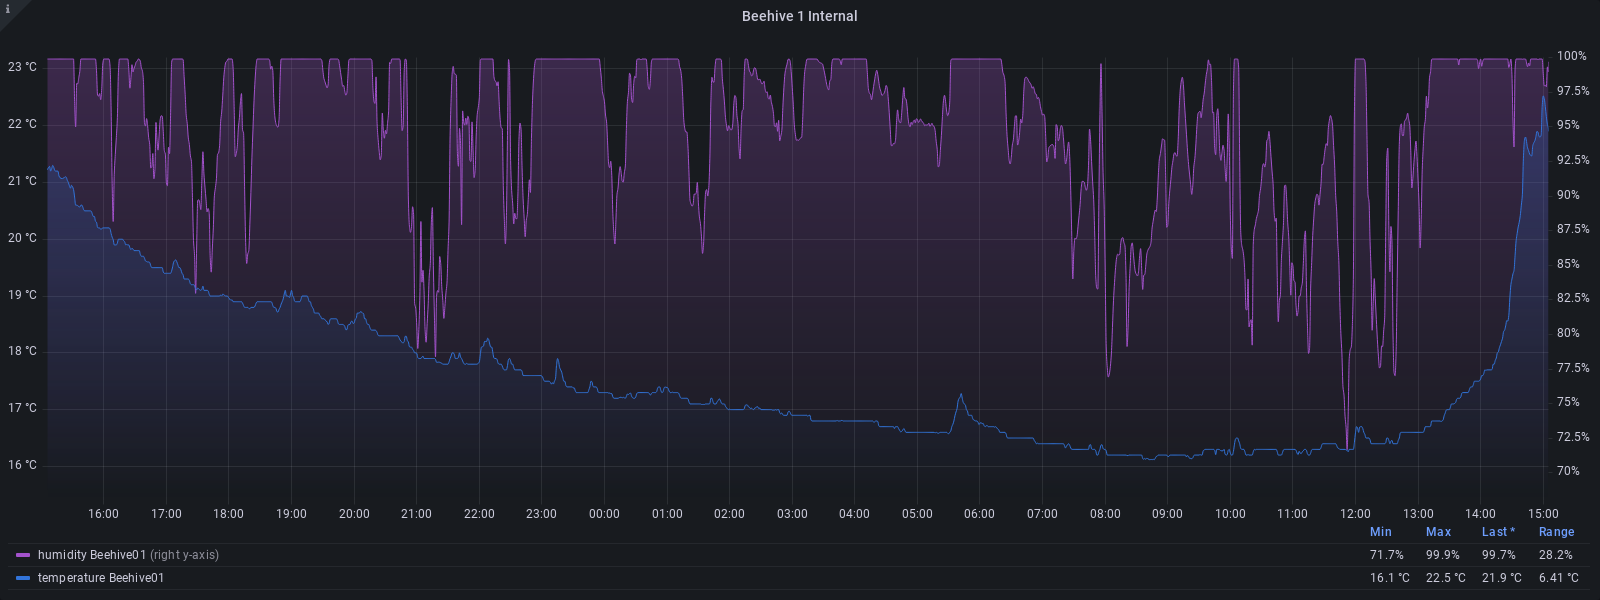 i
Beehive 1 Internal
23 °C
22 °C
21 °C
20 °C
19 °C
18 °C
17 °C
16 °C
100%
97.5%
95%
92.5%
90%
87.5%
85%
82.5%
80%
77.5%
75%
72.5%
70%
16:00 17:00 18:00 19:00 20:00 21:00 22:00 23:00 00:00 01:00 02:00 03:00 04:00 05:00 06:00 07:00 08:00 09:00 10:00 11:00 12:00 13:00 14:00 15:00
Min Max Last * Range
humidity Beehive01 (right y-axis) 71.7% 99.9% 99.7% 28.2%
temperature Beehive01 16.1 °C 22.5 °C 21.9 °C 6.41 °C